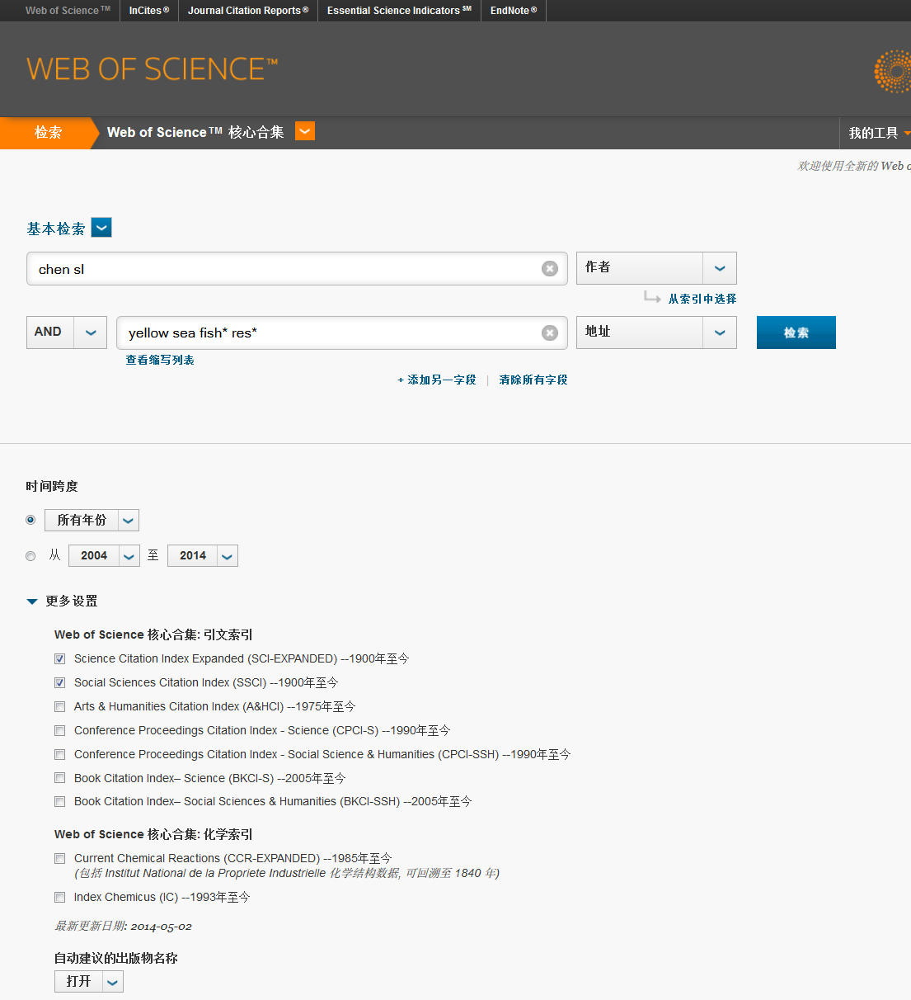 Web of Science™ InCites® Journal Citation Reports® Essential Science Indicators℠ EndNote®
WEB OF SCIENCE™
检索 Web of Science™ 核心合集 我的工具
欢迎使用全新的 Web o
基本检索
chen sl 作者
从索引中选择
AND yellow sea fish* res* 地址 检索
查看缩写列表
+ 添加另一字段 | 清除所有字段
时间跨度
所有年份
从 2004 至 2014
更多设置
Web of Science 核心合集: 引文索引
Science Citation Index Expanded (SCI-EXPANDED) --1900年至今
Social Sciences Citation Index (SSCI) --1900年至今
Arts & Humanities Citation Index (A&HCI) --1975年至今
Conference Proceedings Citation Index - Science (CPCI-S) --1990年至今
Conference Proceedings Citation Index - Social Science & Humanities (CPCI-SSH) --1990年至今
Book Citation Index– Science (BKCI-S) --2005年至今
Book Citation Index– Social Sciences & Humanities (BKCI-SSH) --2005年至今
Web of Science 核心合集: 化学索引
Current Chemical Reactions (CCR-EXPANDED) --1985年至今
(包括 Institut National de la Propriete Industrielle 化学结构数据, 可回溯至 1840 年)
Index Chemicus (IC) --1993年至今
最新更新日期: 2014-05-02
自动建议的出版物名称
打开